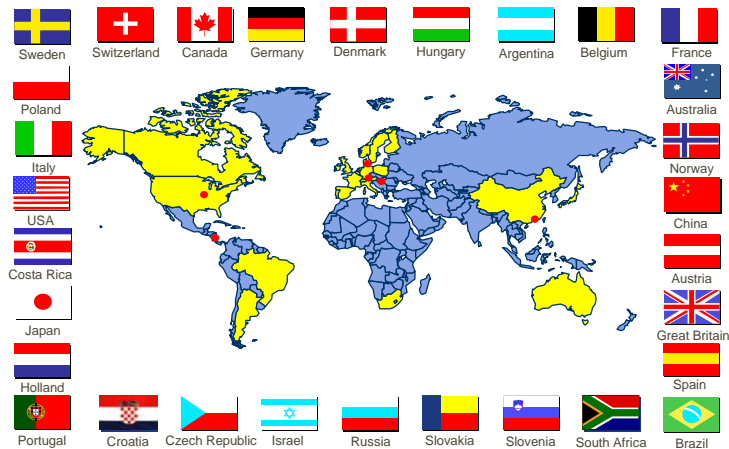 Sweden
Switzerland
Canada
Germany
Denmark
Hungary
Argentina
Belgium
France
Poland
Australia
Italy
Norway
USA
China
Costa Rica
Austria
Japan
Great Britain
Holland
Spain
Portugal
Croatia
Czech Republic
Israel
Russia
Slovakia
Slovenia
South Africa
Brazil